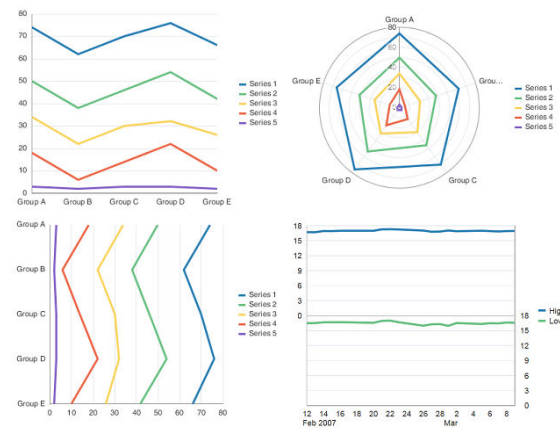 80
70
60
50
40
30
20
10
0
Group A Group B Group C Group D Group E
Series 1
Series 2
Series 3
Series 4
Series 5
Group A
80
60
40
20
Group E
Grou...
Group D
Group C
Series 1
Series 2
Series 3
Series 4
Series 5
Group A
Group B
Group C
Group D
Group E
0 10 20 30 40 50 60 70 80
Series 1
Series 2
Series 3
Series 4
Series 5
18
15
12
9
6
3
0
18
15
12
9
6
3
0
High
Low
12 14 16 18 20 22 24 26 28 2 4 6 8
Feb 2007 Mar